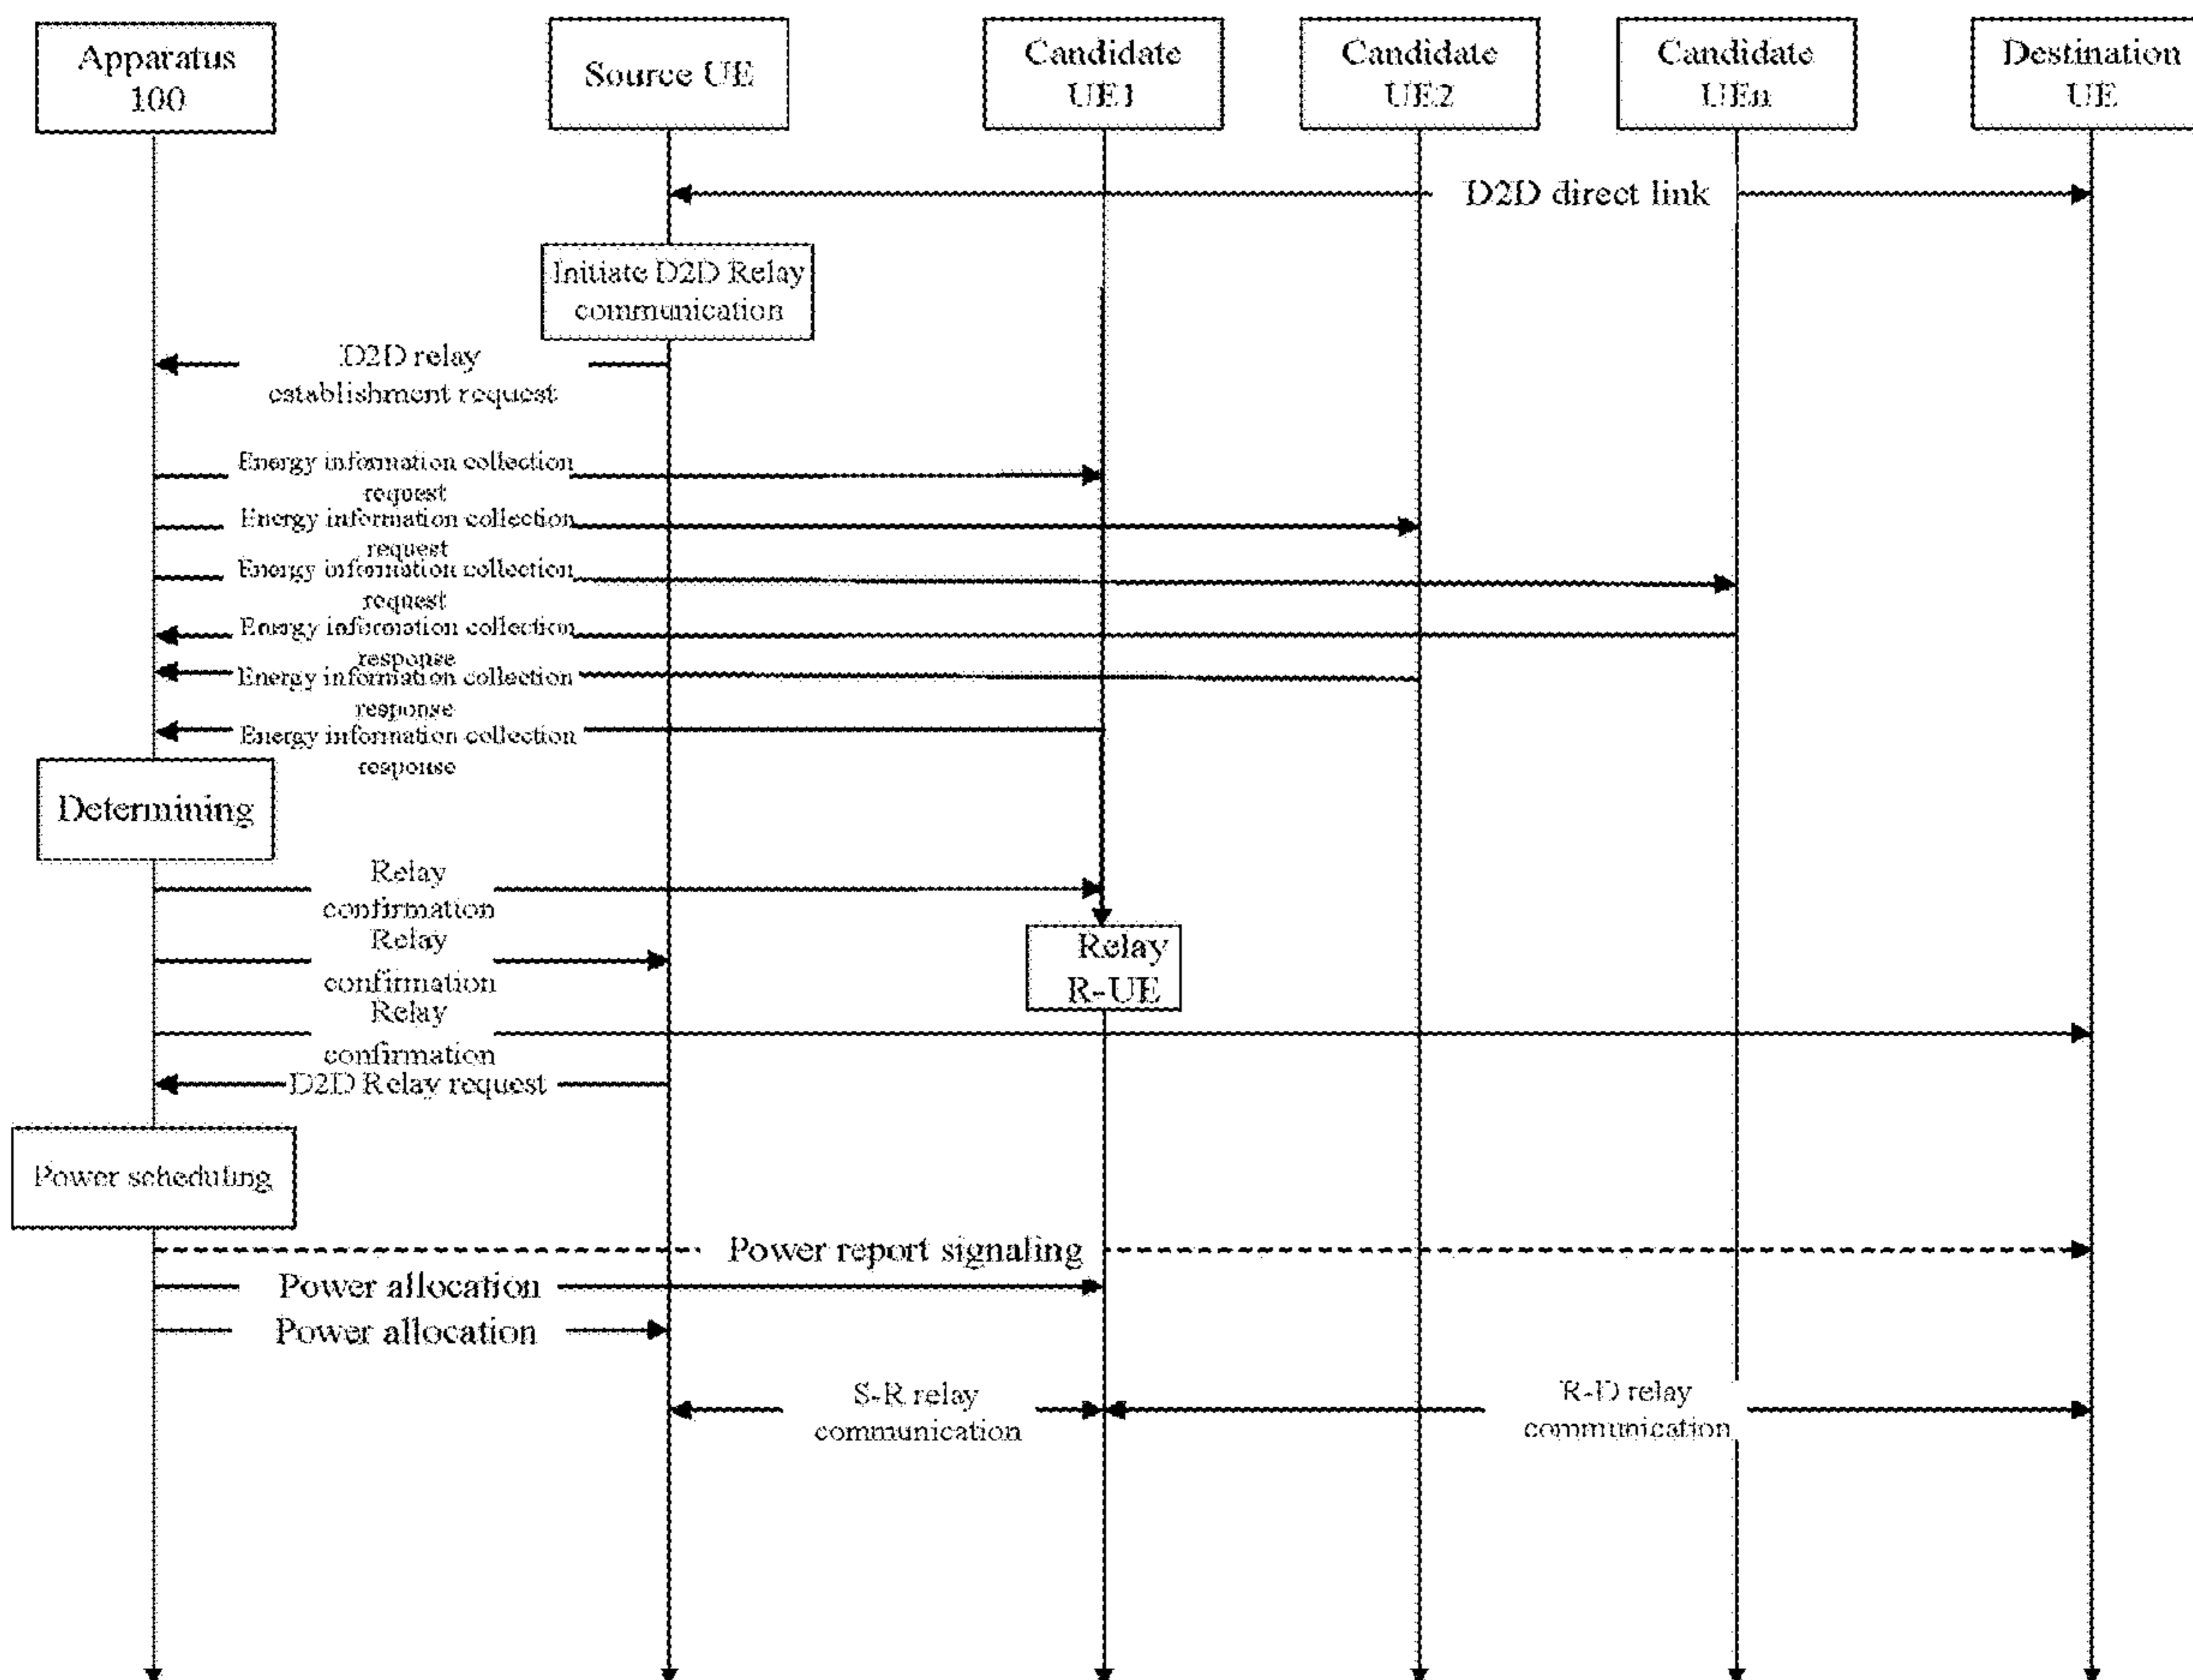 Apparatus
100
Source UE
Candidate
UE1
Candidate
UE2
Candidate
UEn
Destination
UE
D2D direct link
Initiate D2D Relay
communication
D2D relay
establishment request
Energy information collection
request
Energy information collection
request
Energy information collection
request
Energy information collection
response
Energy information collection
response
Energy information collection
response
Determining
Relay
confirmation
Relay
confirmation
Relay
R-UE
Relay
confirmation
D2D Relay request
Power scheduling
Power report signaling
Power allocation
Power allocation
S-R relay
communication
R-D relay
communication